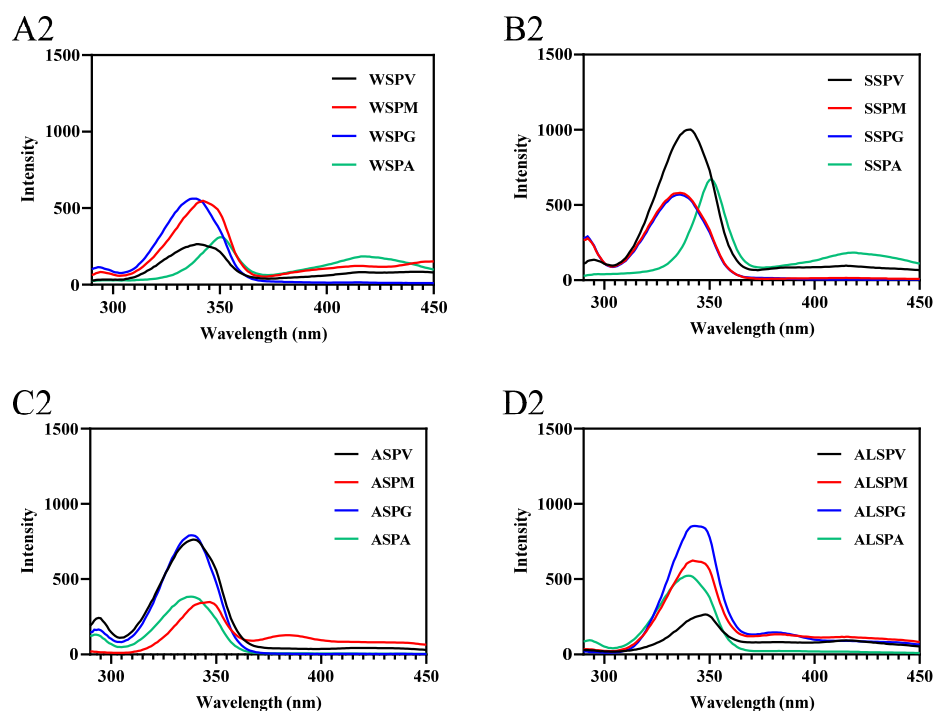 A2
1500
1000
500
0
Intensity
WSPV
WSPM
WSPG
WSPA
300
350
400
450
Wavelength (nm)
B2
1500
1000
500
0
Intensity
SSPV
SSPM
SSPG
SSPA
300
350
400
450
Wavelength (nm)
C2
1500
1000
500
0
Intensity
ASPV
ASPM
ASPG
ASPA
300
350
400
450
Wavelength (nm)
D2
1500
1000
500
0
Intensity
ALSPV
ALSPM
ALSPG
ALSPA
300
350
400
450
Wavelength (nm)